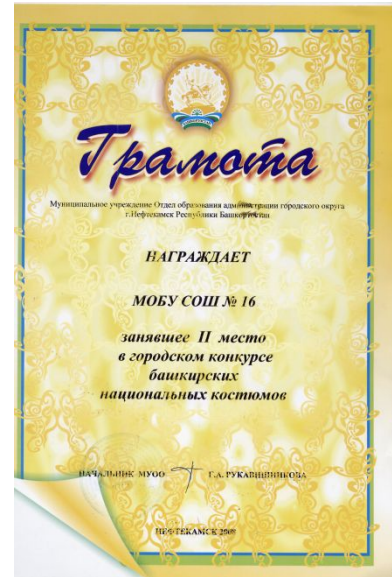 Грамота
Муниципальное учреждение Отдел образования администрации городского округа
г.Нефтекамск Республики Башкортостан
НАГРАЖДАЕТ
МОБУ СОШ № 16
занявшее II место
в городском конкурсе
башкирских
национальных костюмов
НАЧАЛЬНИК МУОО Г.А. РУКАВИШНИКОВА
НЕФТЕКАМСК